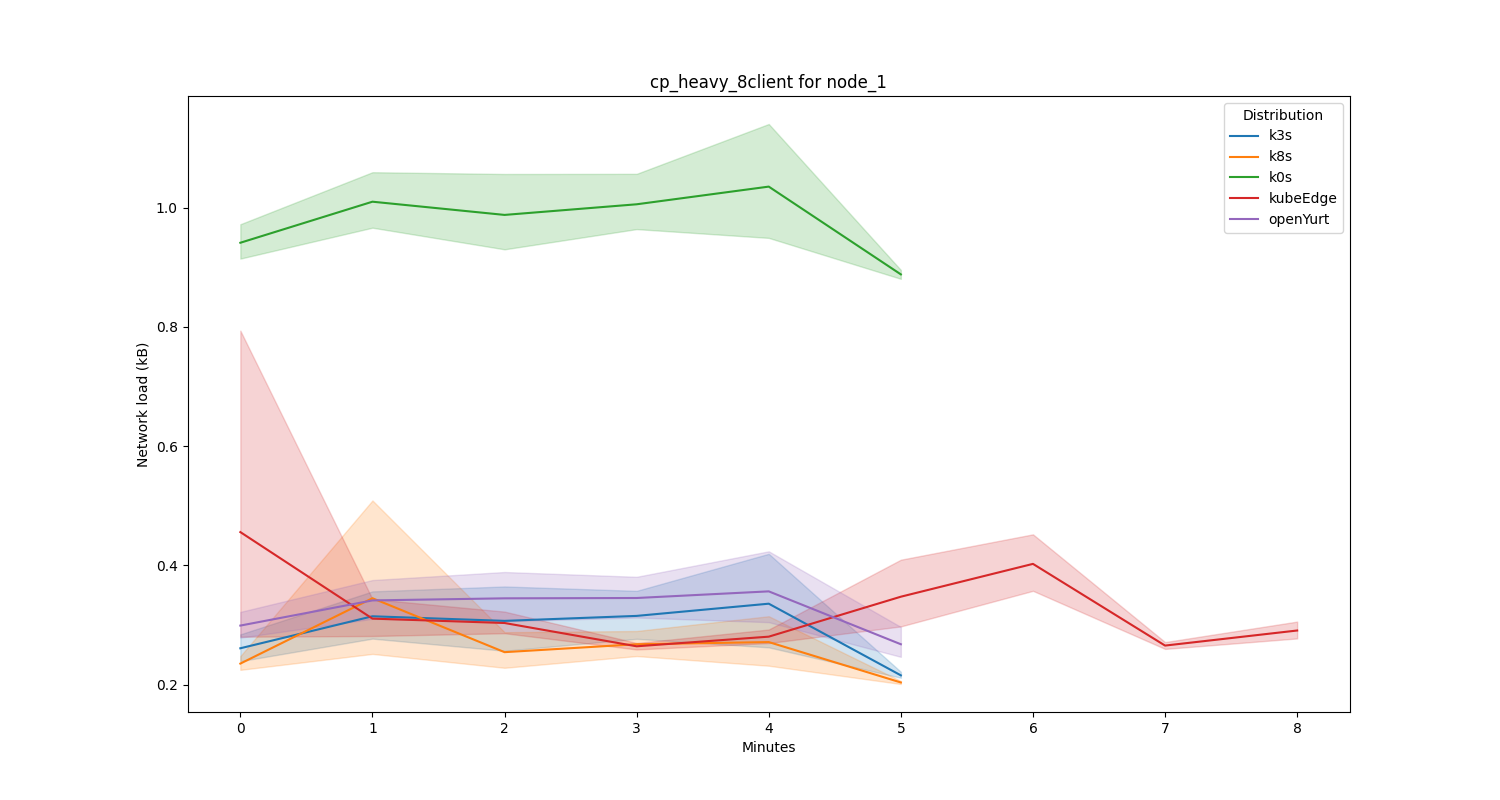 cp_heavy_8client for node_1
Distribution
k3s
k8s
k0s
kubeEdge
openYurt
Network load (kB)
1.0
0.8
0.6
0.4
0.2
0 1 2 3 4 5 6 7 8
Minutes